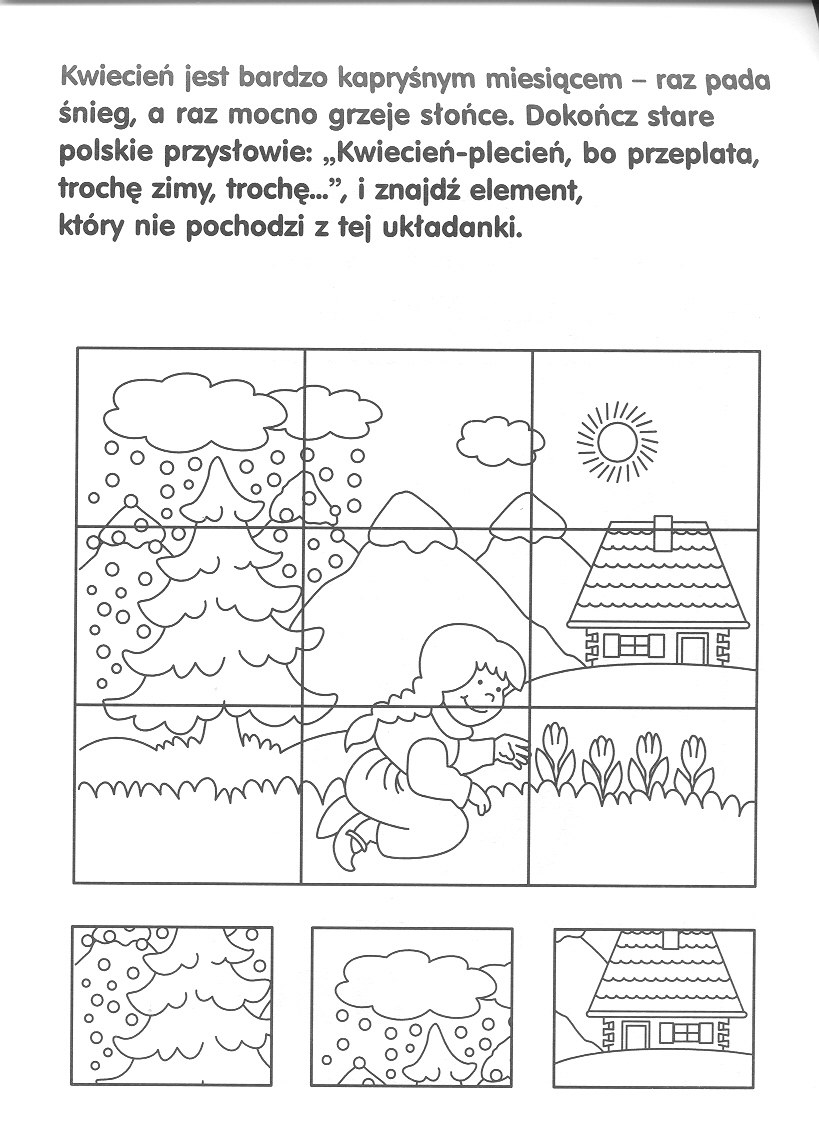 Kwiecień jest bardzo kapryśnym miesiącem – raz pada
śnieg, a raz mocno grzeje słońce. Dokończ stare
polskie przysłowie: „Kwiecień-plecień, bo przeplata,
trochę zimy, trochę...”, i znajdź element,
który nie pochodzi z tej układanki.